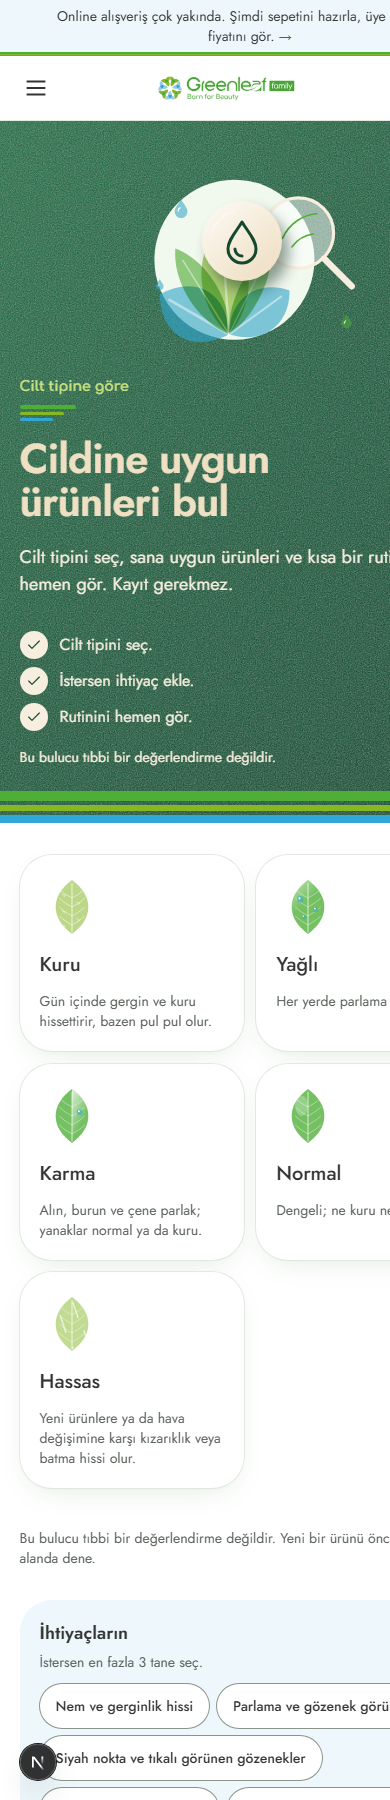 Online alışveriş çok yakında. Şimdi sepetini hazırla, üye
fiyatını gör. →
Greenleaf family
Born for Beauty
Cilt tipine göre
Cildine uygun
ürünleri bul
Cilt tipini seç, sana uygun ürünleri ve kısa bir
hemen gör. Kayıt gerekmez.
Cilt tipini seç.
İstersen ihtiyaç ekle.
Rutinini hemen gör.
Bu bulucu tıbbi bir değerlendirme değildir.
Kuru
Gün içinde gergin ve kuru
hissettirir, bazen pul pul olur.
Yağlı
Her yerde parlama
Karma
Alın, burun ve çene parlak;
yanaklar normal ya da kuru.
Normal
Dengeli; ne kuru
Hassas
Yeni ürünlere ya da hava
değişimine karşı kızarıklık veya
batma hissi olur.
Bu bulucu tıbbi bir değerlendirme değildir. Yeni bir ürünü
alanda dene.
İhtiyaçların
İstersen en fazla 3 tane seç.
Nem ve gerginlik hissi
Parlama ve gözenek
N
Siyah nokta ve tıkalı görünen gözenekler